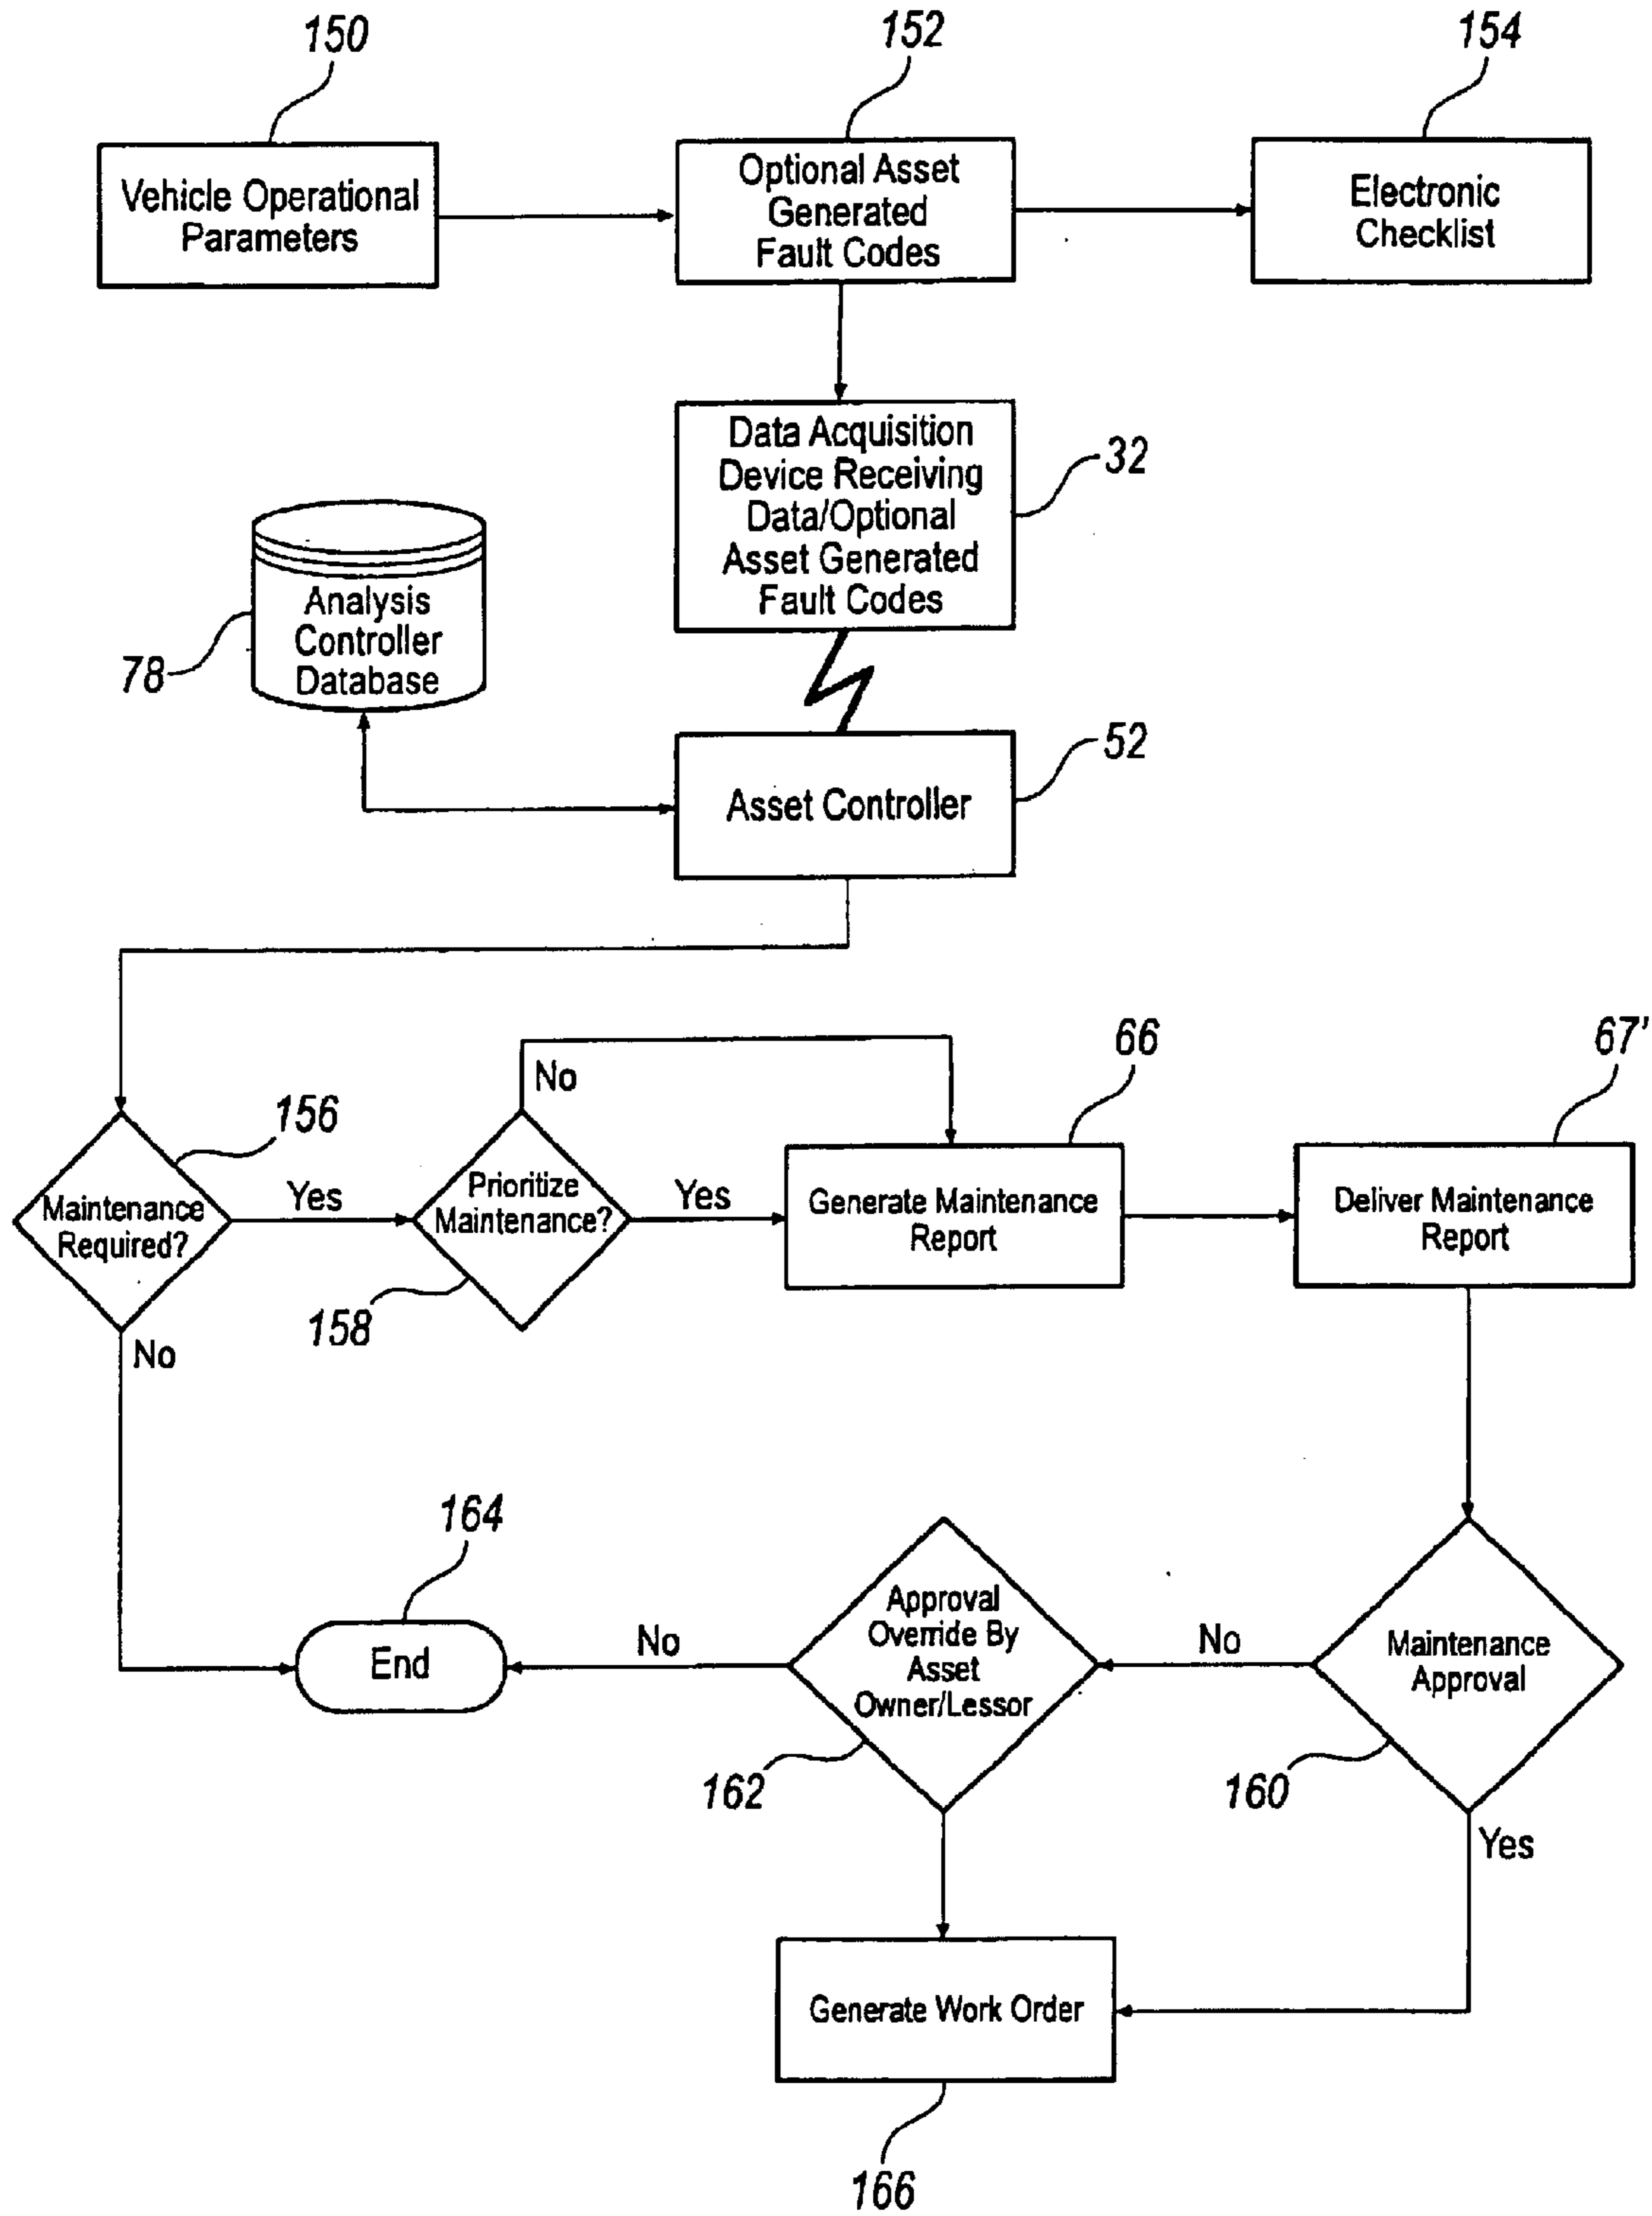 150
152
154
Vehicle Operational
Parameters
Optional Asset
Generated
Fault Codes
Electronic
Checklist
Data Acquisition
Device Receiving
Data/Optional
Asset Generated
Fault Codes
32
Analysis
Controller
Database
78
52
Asset Controller
66
67'
No
156
Maintenance
Required?
Yes
Prioritize
Maintenance?
Yes
Generate Maintenance
Report
Deliver Maintenance
Report
158
No
164
End
No
Approval
Override By
Asset
Owner/Lessor
No
Maintenance
Approval
162
160
Yes
Generate Work Order
166